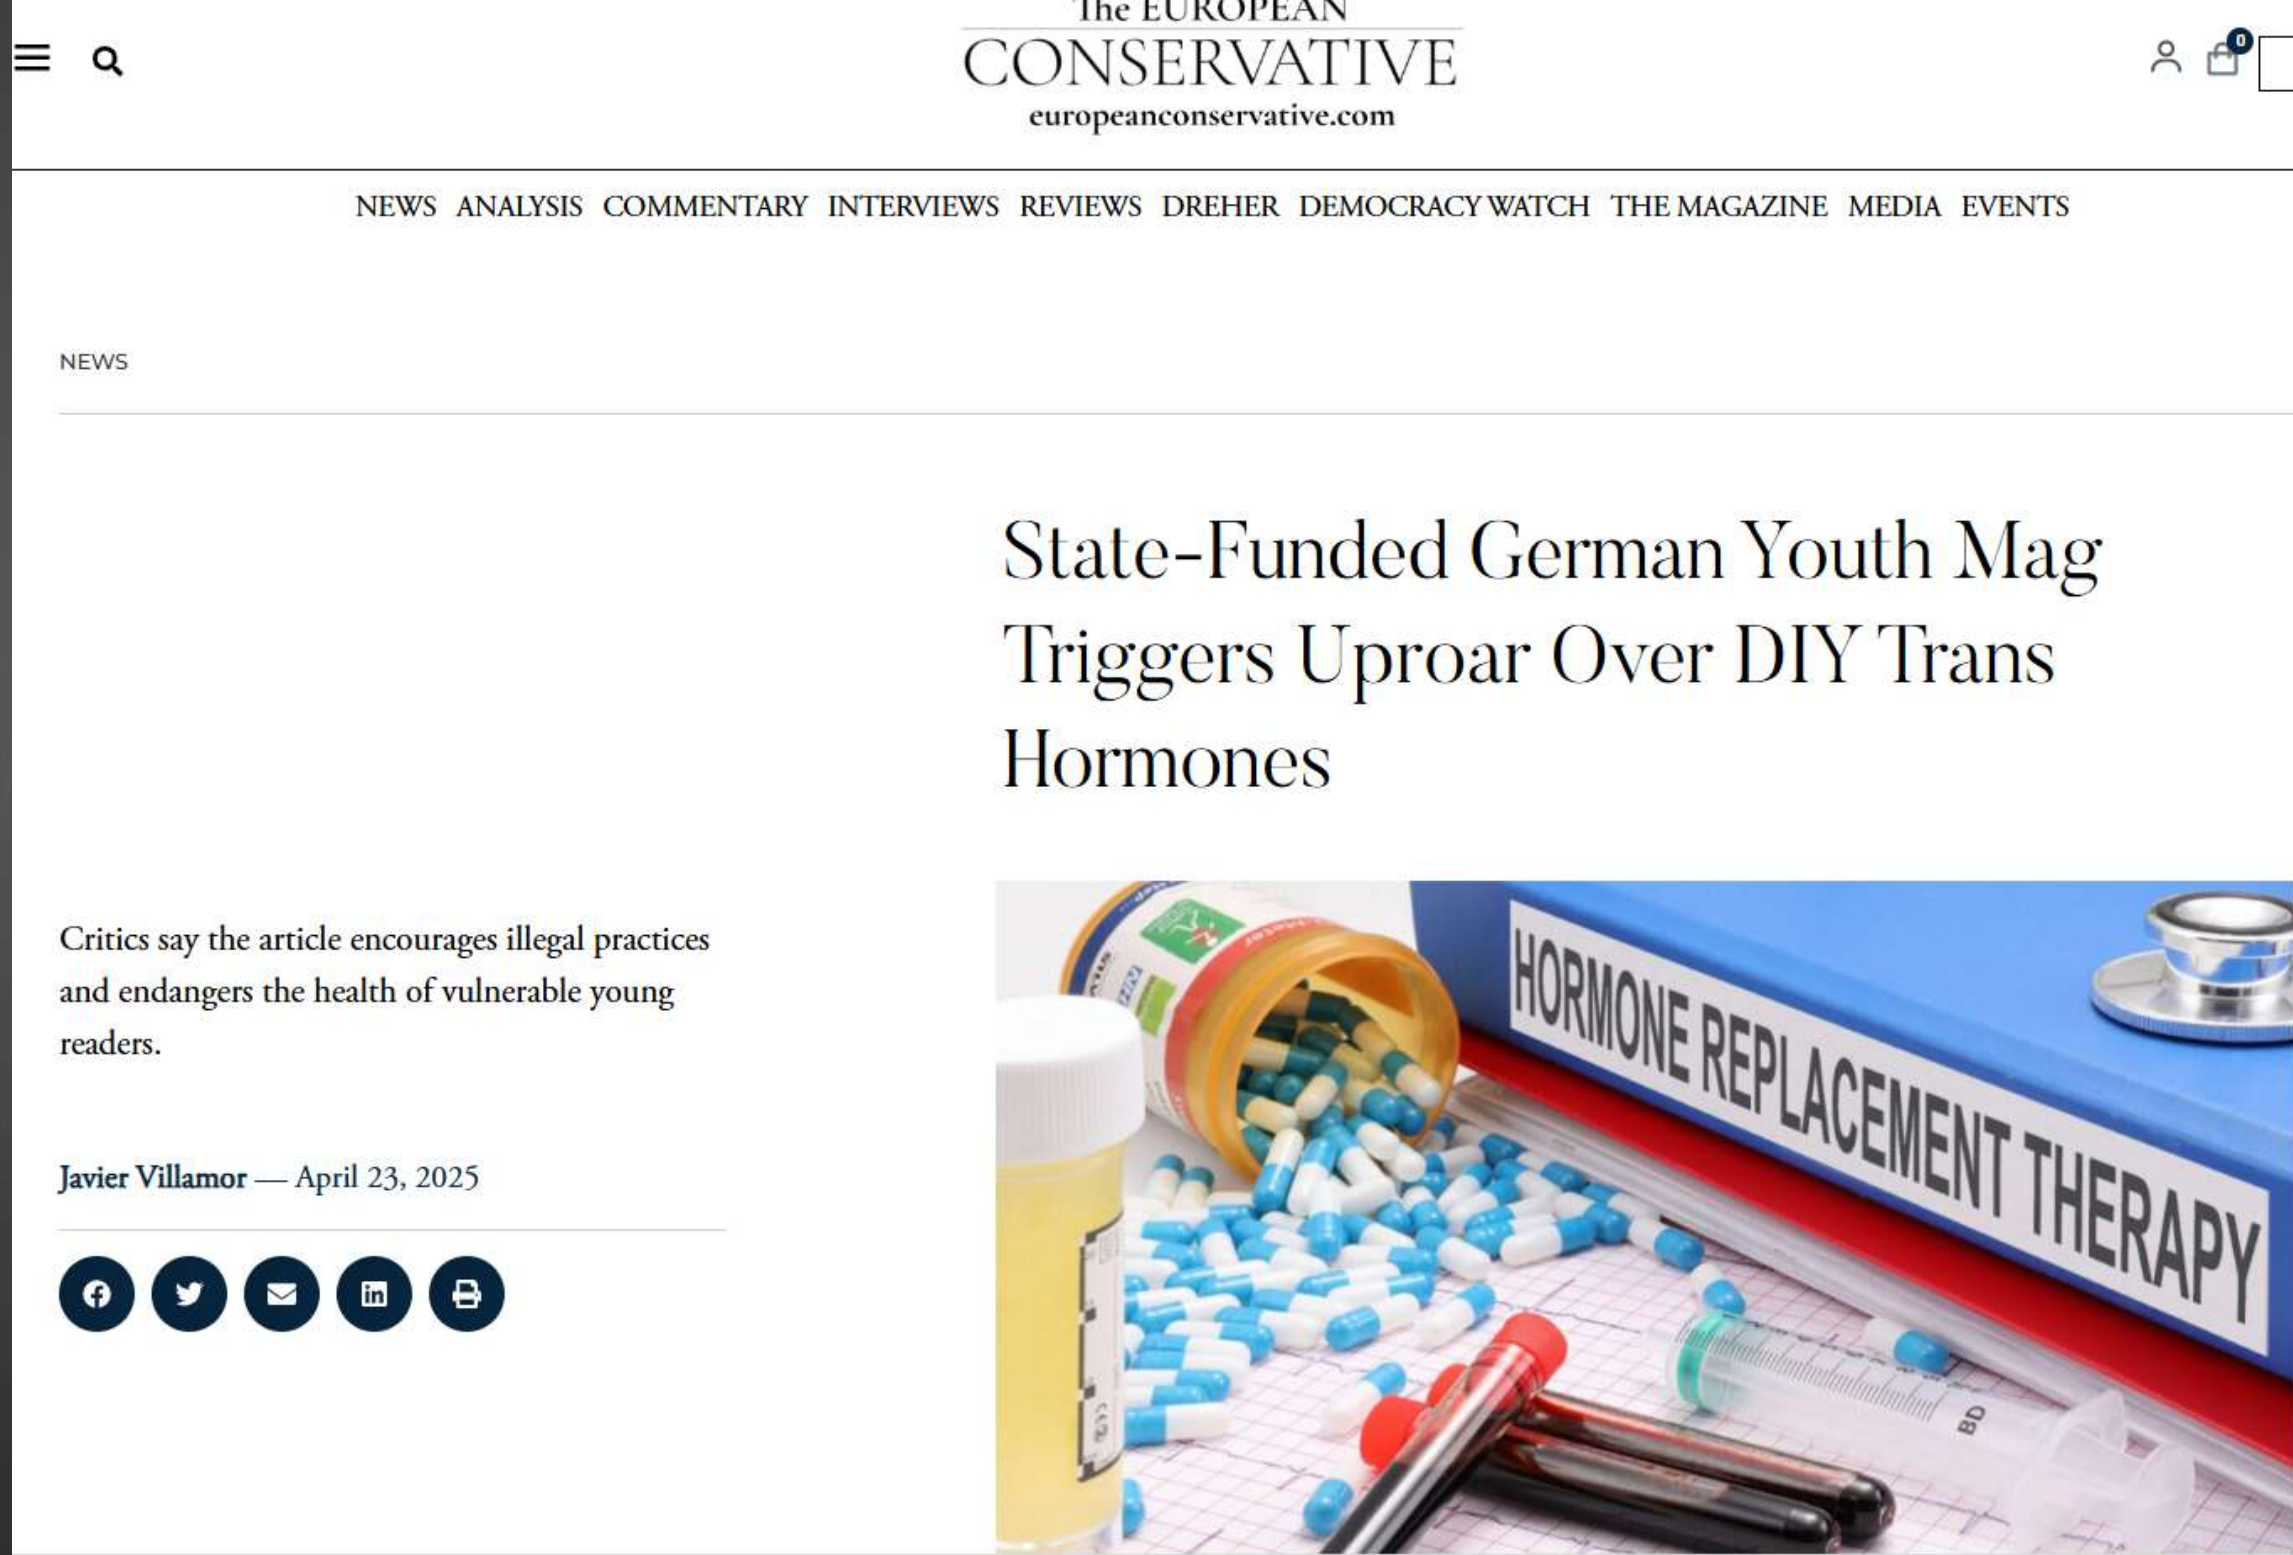 The EUROPEAN
CONSERVATIVE
europeanconservative.com
0
NEWS ANALYSIS COMMENTARY INTERVIEWS REVIEWS DREHER DEMOCRACY WATCH THE MAGAZINE MEDIA EVENTS
NEWS
State-Funded German Youth Mag
Triggers Uproar Over DIY Trans
Hormones
Critics say the article encourages illegal practices
and endangers the health of vulnerable young
readers.
Javier Villamor — April 23, 2025
HORMONE REPLACEMENT THERAPY
BD